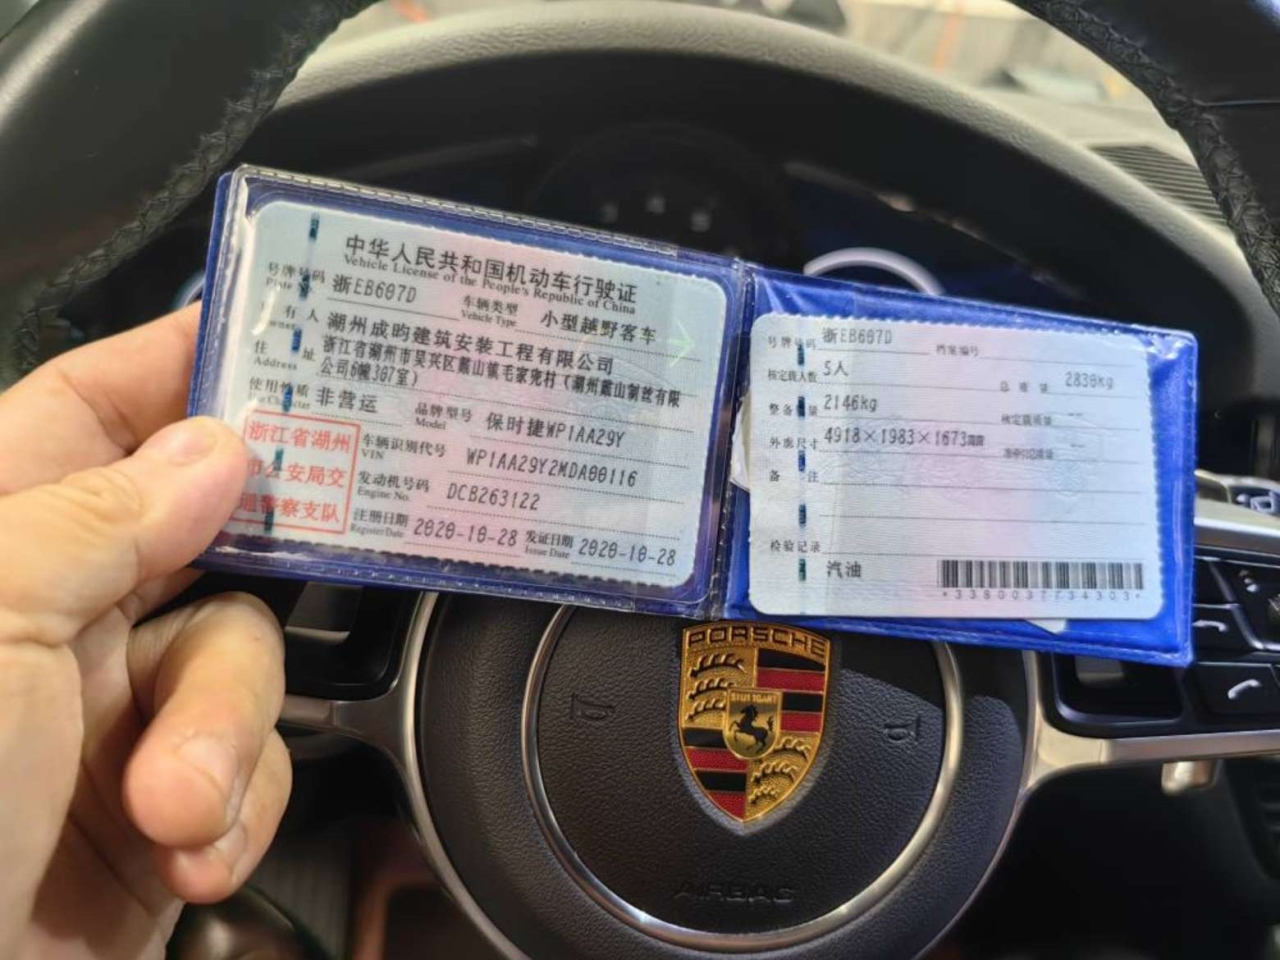 中华人民共和国机动车行驶证
Vehicle License of the People's Republic of China
号牌号码 浙EB607D 车辆类型 小型越野客车
Plate No. Vehicle Type
有人 湖州成昀建筑安装工程有限公司
Owner
住址 浙江省湖州市吴兴区戴山镇毛家兜村(湖州戴山制丝有限
Address 公司6幢307室)
使用性质 非营运 品牌型号 保时捷WP1AA29Y
Use Character Model
浙江省湖州
公安局交
警察支队
车辆识别代号 WP1AA29Y2MDA00116
VIN
发动机号码 DCB263122
Engine No.
注册日期 2020-10-28 发证日期 2020-10-28
Register Date Issue Date
号牌号码 浙EB607D 档案编号
核定载人数 5人 总质量 2830kg
整备质量 2146kg 核定载质量 --
外廓尺寸 4918×1983×1673mm
备注
检验记录
汽油
*3380037734303*
PORSCHE
STUTTGART
AIRBAG